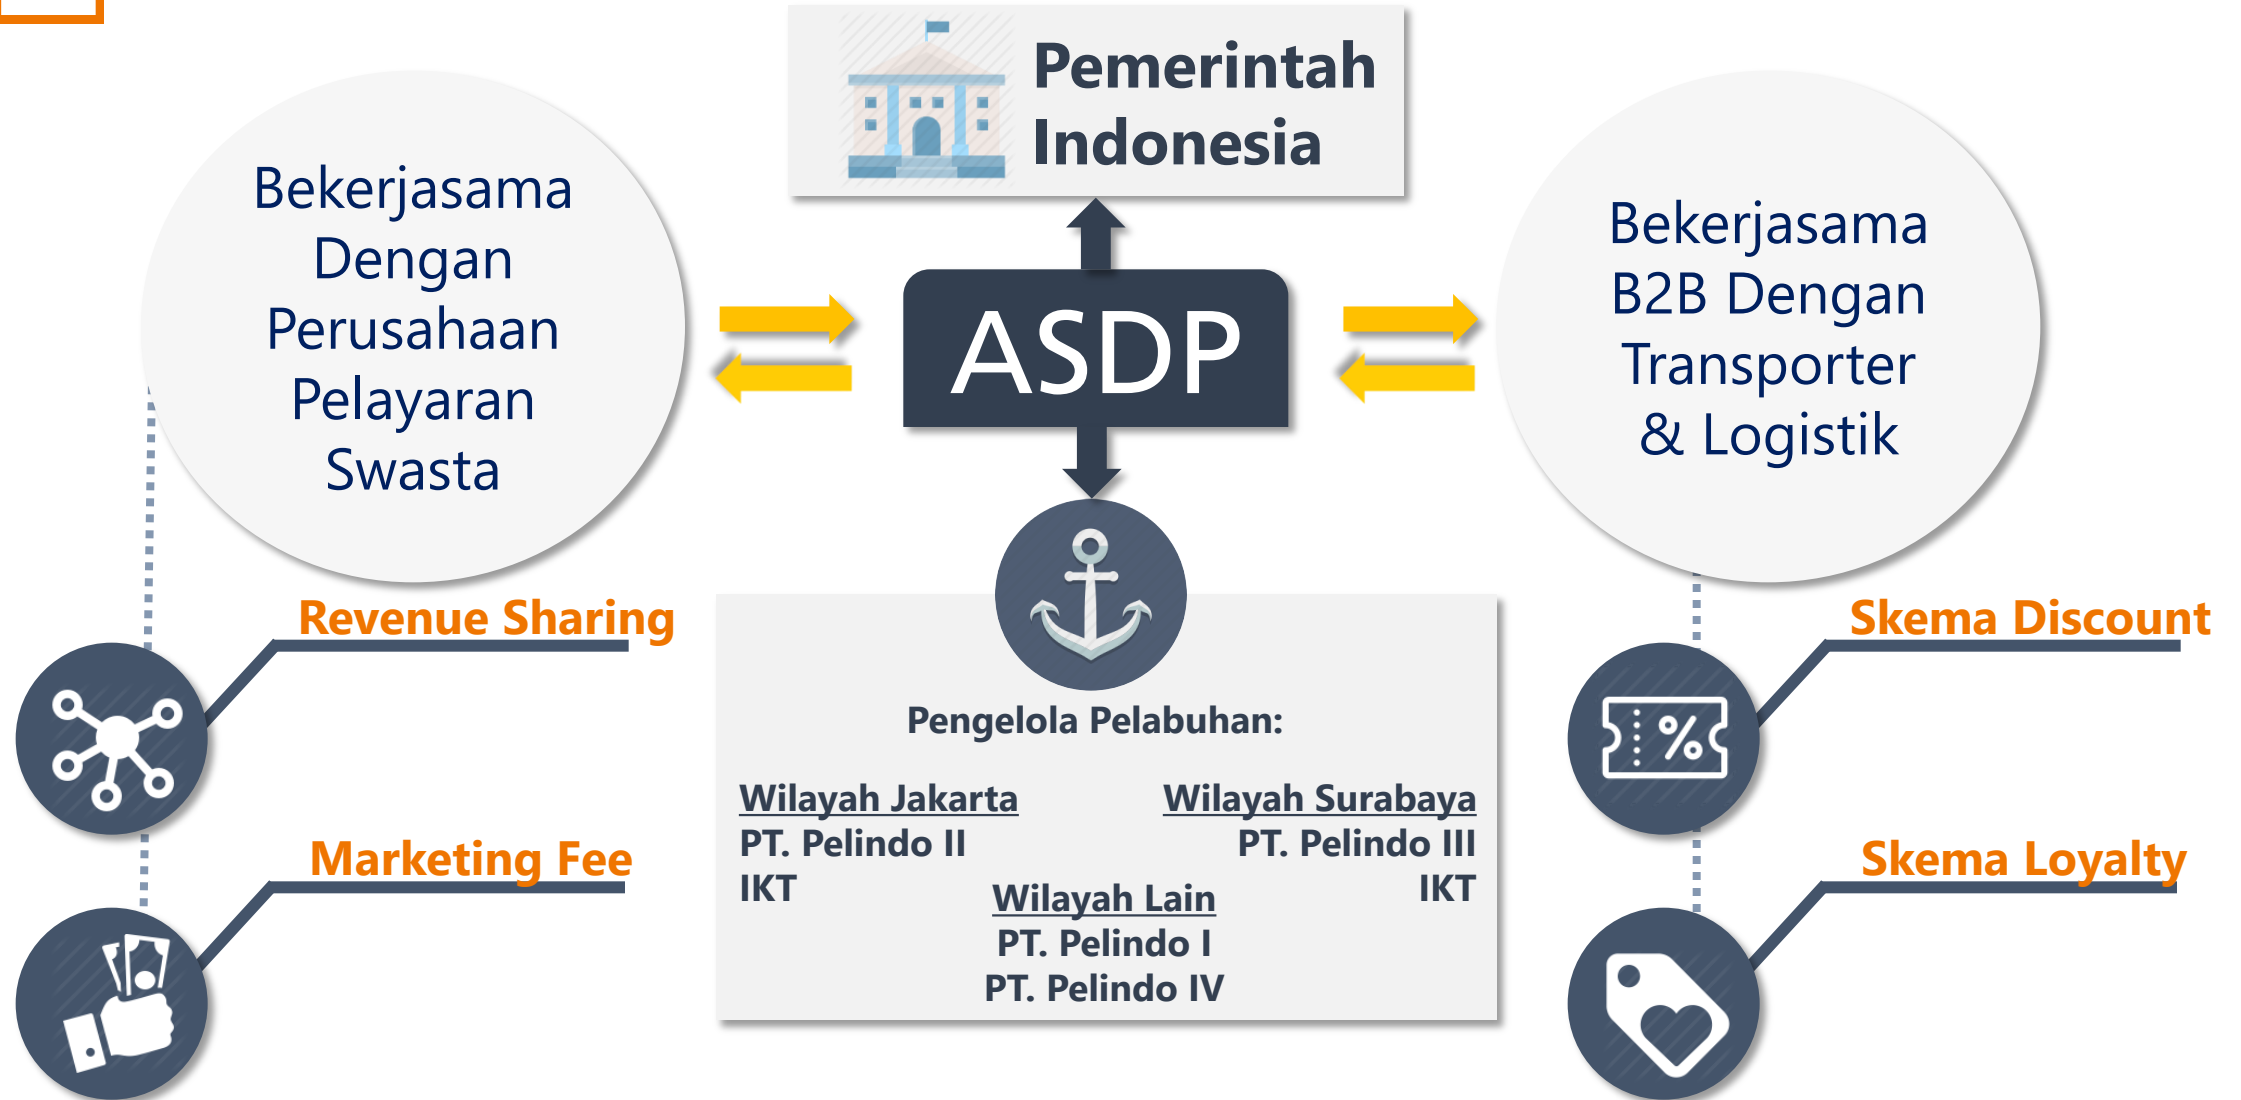 Pemerintah
Indonesia
Bekerjasama
Dengan
Perusahaan
Pelayaran
Swasta
ASDP
Bekerjasama
B2B Dengan
Transporter
& Logistik
Revenue Sharing
Marketing Fee
Pengelola Pelabuhan:
Wilayah Jakarta
PT. Pelindo II
IKT
Wilayah Surabaya
PT. Pelindo III
IKT
Wilayah Lain
PT. Pelindo I
PT. Pelindo IV
Skema Discount
%
Skema Loyalty